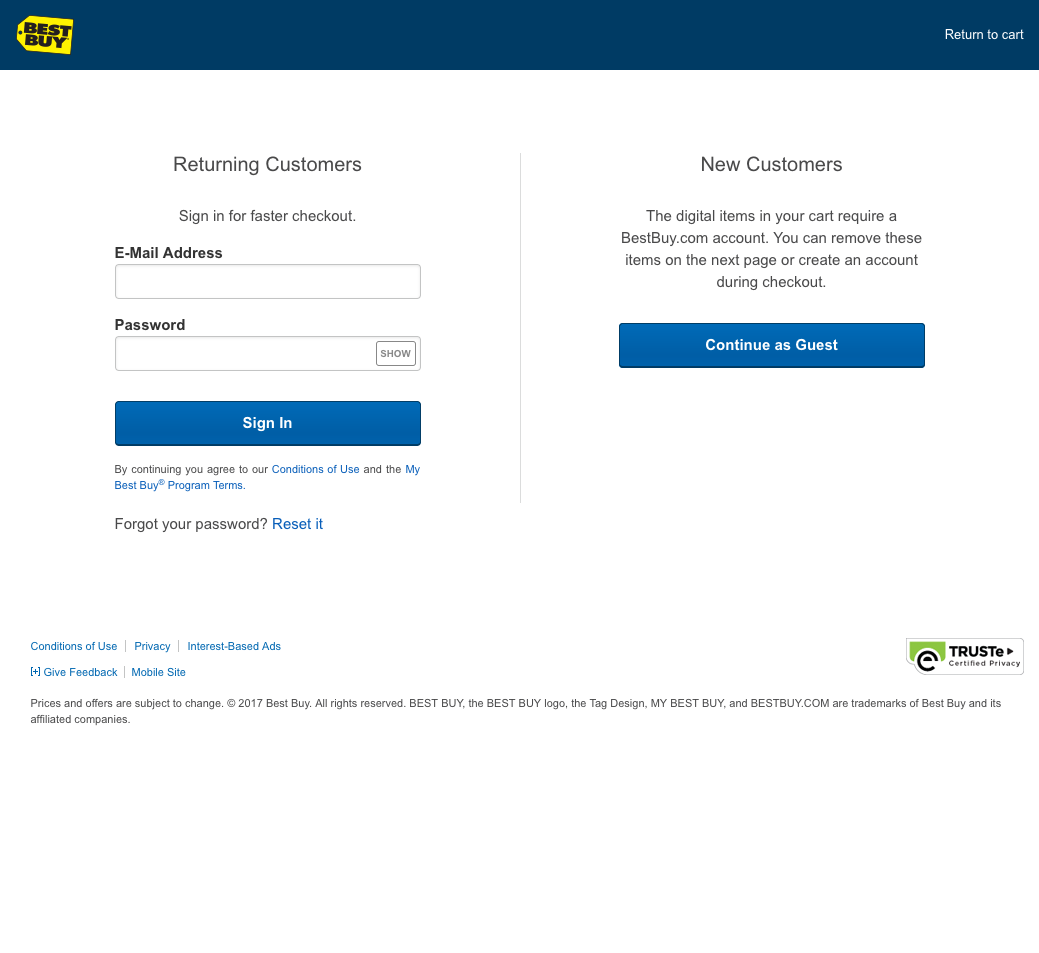 BEST
BUY
Return to cart
Returning Customers
Sign in for faster checkout.
E-Mail Address
Password
SHOW
Sign In
By continuing you agree to our Conditions of Use and the My
Best Buy® Program Terms.
Forgot your password? Reset it
New Customers
The digital items in your cart require a
BestBuy.com account. You can remove these
items on the next page or create an account
during checkout.
Continue as Guest
Conditions of Use
Privacy
Interest-Based Ads
[+] Give Feedback
Mobile Site
e
TRUSTe
Certified Privacy
Prices and offers are subject to change. © 2017 Best Buy. All rights reserved. BEST BUY, the BEST BUY logo, the Tag Design, MY BEST BUY, and BESTBUY.COM are trademarks of Best Buy and its
affiliated companies.